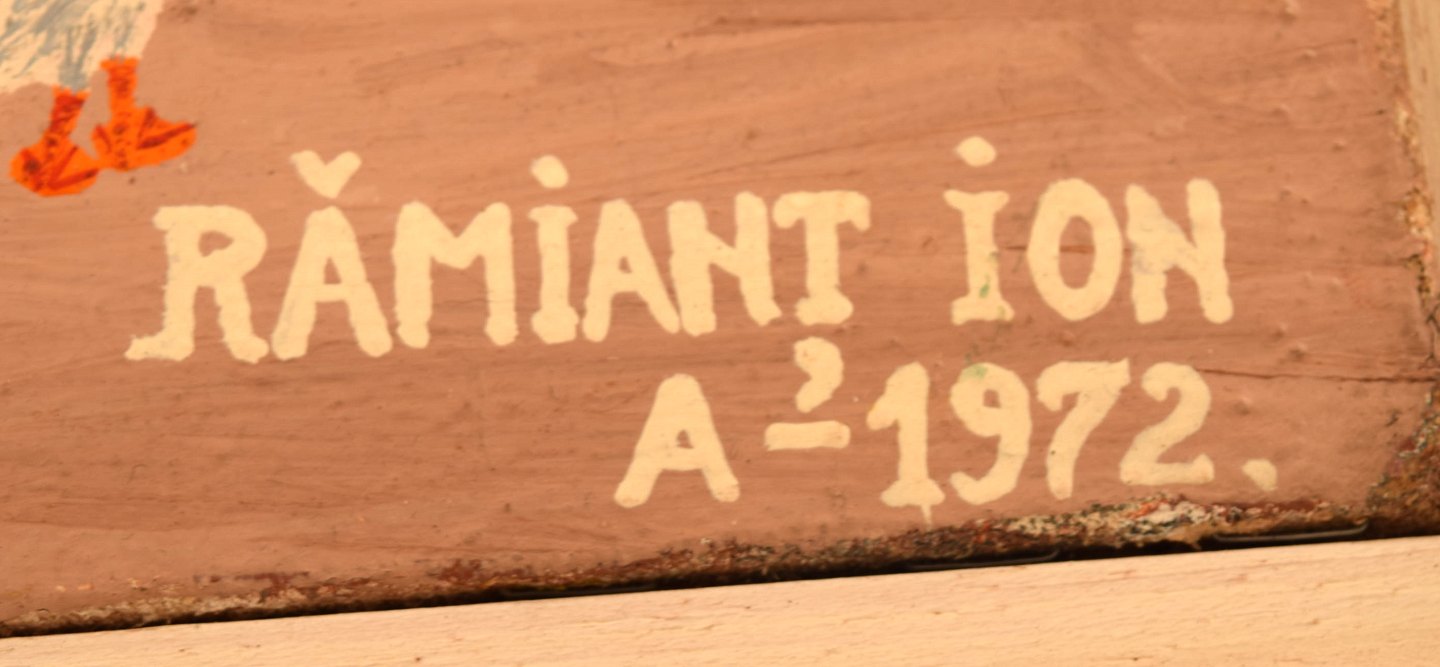 RĂMIANT ION
A-̓1972.